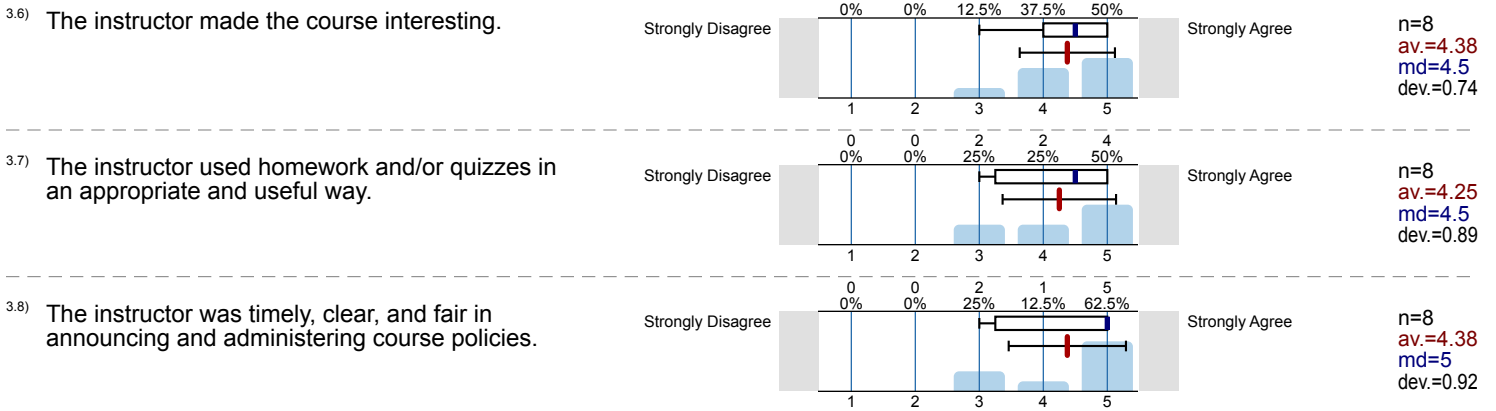 0% 0% 12.5% 37.5% 50%
3.6) The instructor made the course interesting.
Strongly Disagree
Strongly Agree
n=8
av.=4.38
md=4.5
dev.=0.74
1 2 3 4 5
0 0 2 2 4
0% 0% 25% 25% 50%
3.7) The instructor used homework and/or quizzes in
an appropriate and useful way.
Strongly Disagree
Strongly Agree
n=8
av.=4.25
md=4.5
dev.=0.89
1 2 3 4 5
0 0 2 1 5
0% 0% 25% 12.5% 62.5%
3.8) The instructor was timely, clear, and fair in
announcing and administering course policies.
Strongly Disagree
Strongly Agree
n=8
av.=4.38
md=5
dev.=0.92
1 2 3 4 5